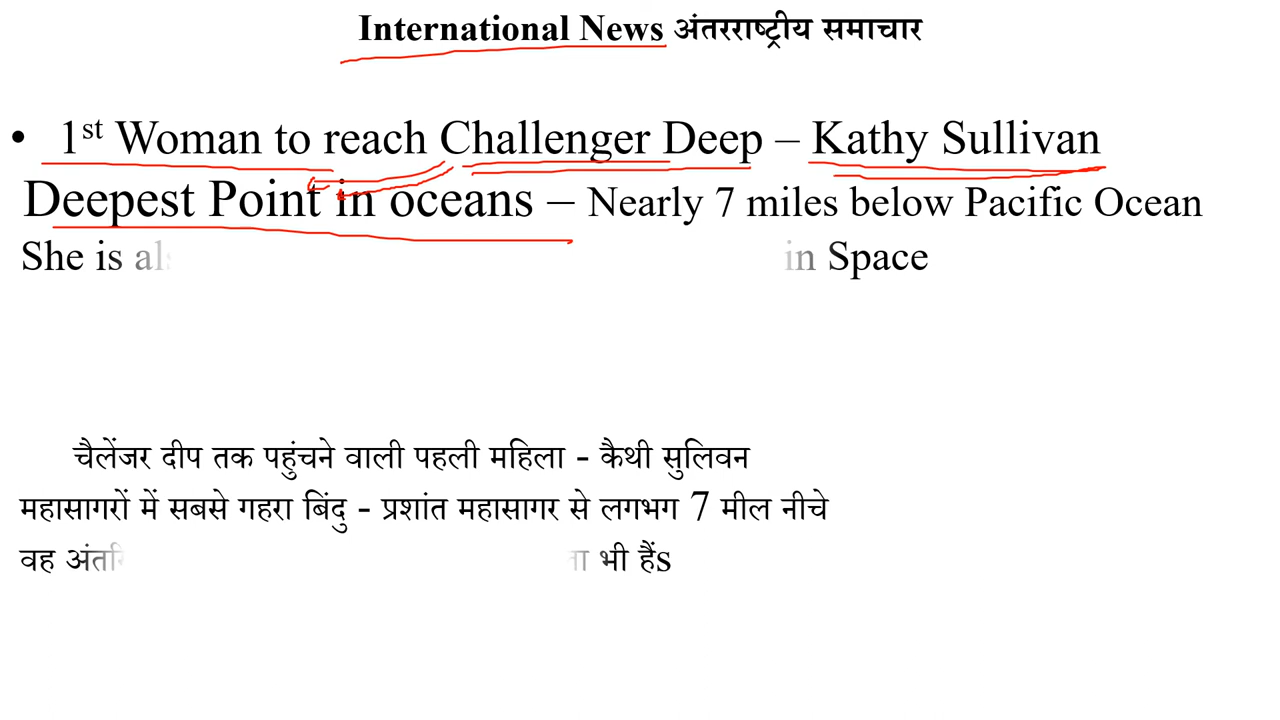 International News अंतरराष्ट्रीय समाचार
• 1st Woman to reach Challenger Deep – Kathy Sullivan
Deepest Point in oceans – Nearly 7 miles below Pacific Ocean
She is in Space
चैलेंजर दीप तक पहुंचने वाली पहली महिला - कैथी सुलिवन
महासागरों में सबसे गहरा बिंदु - प्रशांत महासागर से लगभग 7 मील नीचे
वह भी हैंs